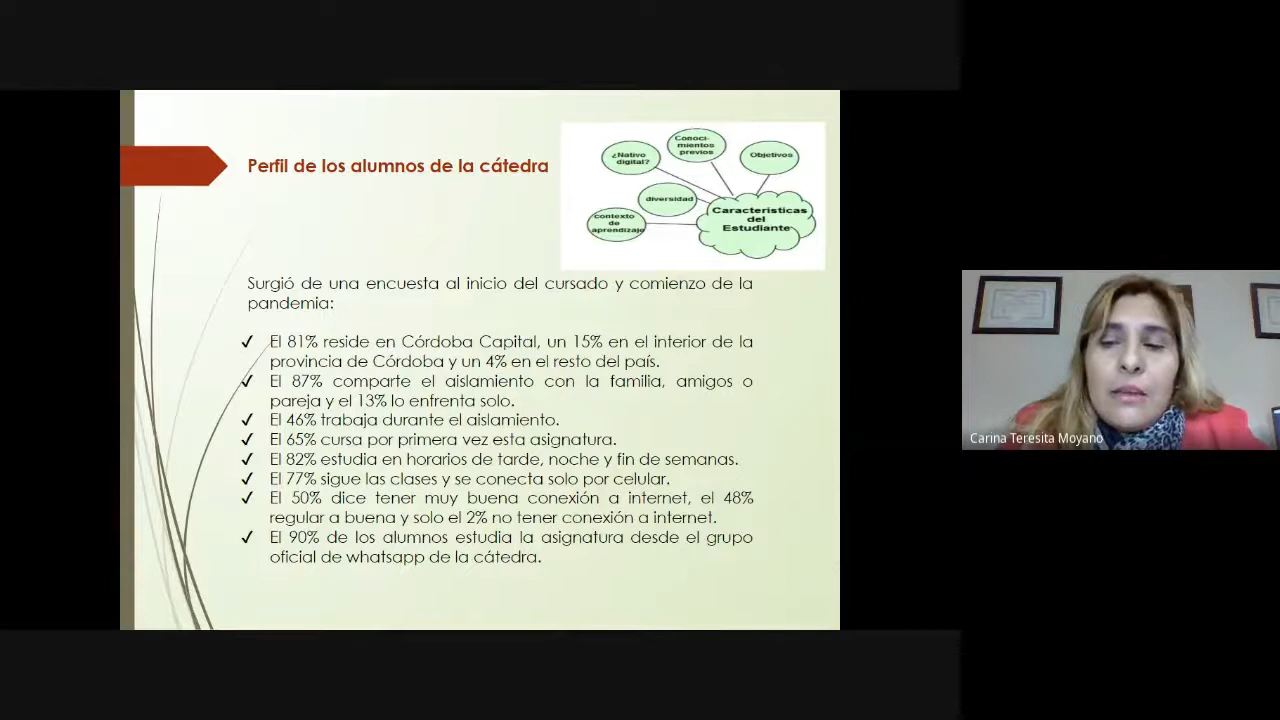 Perfil de los alumnos de la cátedra
¿Nativo
digital?
Conoci-
mientos
previos
Objetivos
diversidad
contexto
de
aprendizaje
Características
del
Estudiante
Surgió de una encuesta al inicio del cursado y comienzo de la
pandemia:
✓ El 81% reside en Córdoba Capital, un 15% en el interior de la
provincia de Córdoba y un 4% en el resto del país.
✓ El 87% comparte el aislamiento con la familia, amigos o
pareja y el 13% lo enfrenta solo.
✓ El 46% trabaja durante el aislamiento.
✓ El 65% cursa por primera vez esta asignatura.
✓ El 82% estudia en horarios de tarde, noche y fin de semanas.
✓ El 77% sigue las clases y se conecta solo por celular.
✓ El 50% dice tener muy buena conexión a internet, el 48%
regular a buena y solo el 2% no tener conexión a internet.
✓ El 90% de los alumnos estudia la asignatura desde el grupo
oficial de whatsapp de la cátedra.
Carina Teresita Moyano